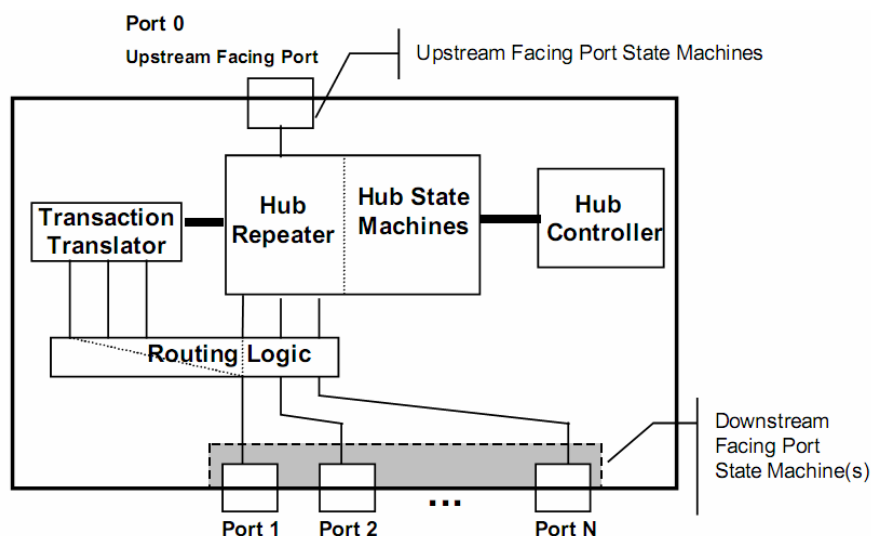 Port 0
Upstream Facing Port
Upstream Facing Port State Machines
Transaction
Translator
Hub
Repeater
Hub State
Machines
Hub
Controller
Routing Logic
Downstream
Facing Port
State Machine(s)
...
Port 1
Port 2
Port N